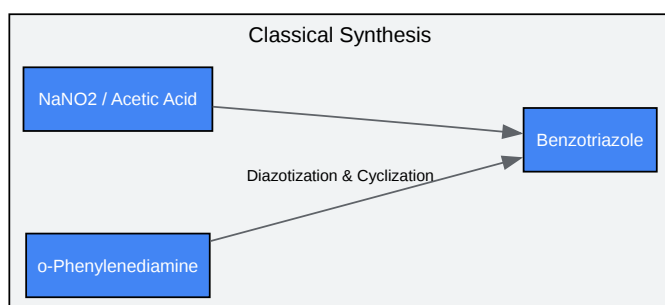 Classical Synthesis
NaNO2 / Acetic Acid
Benzotriazole
Diazotization & Cyclization
o-Phenylenediamine